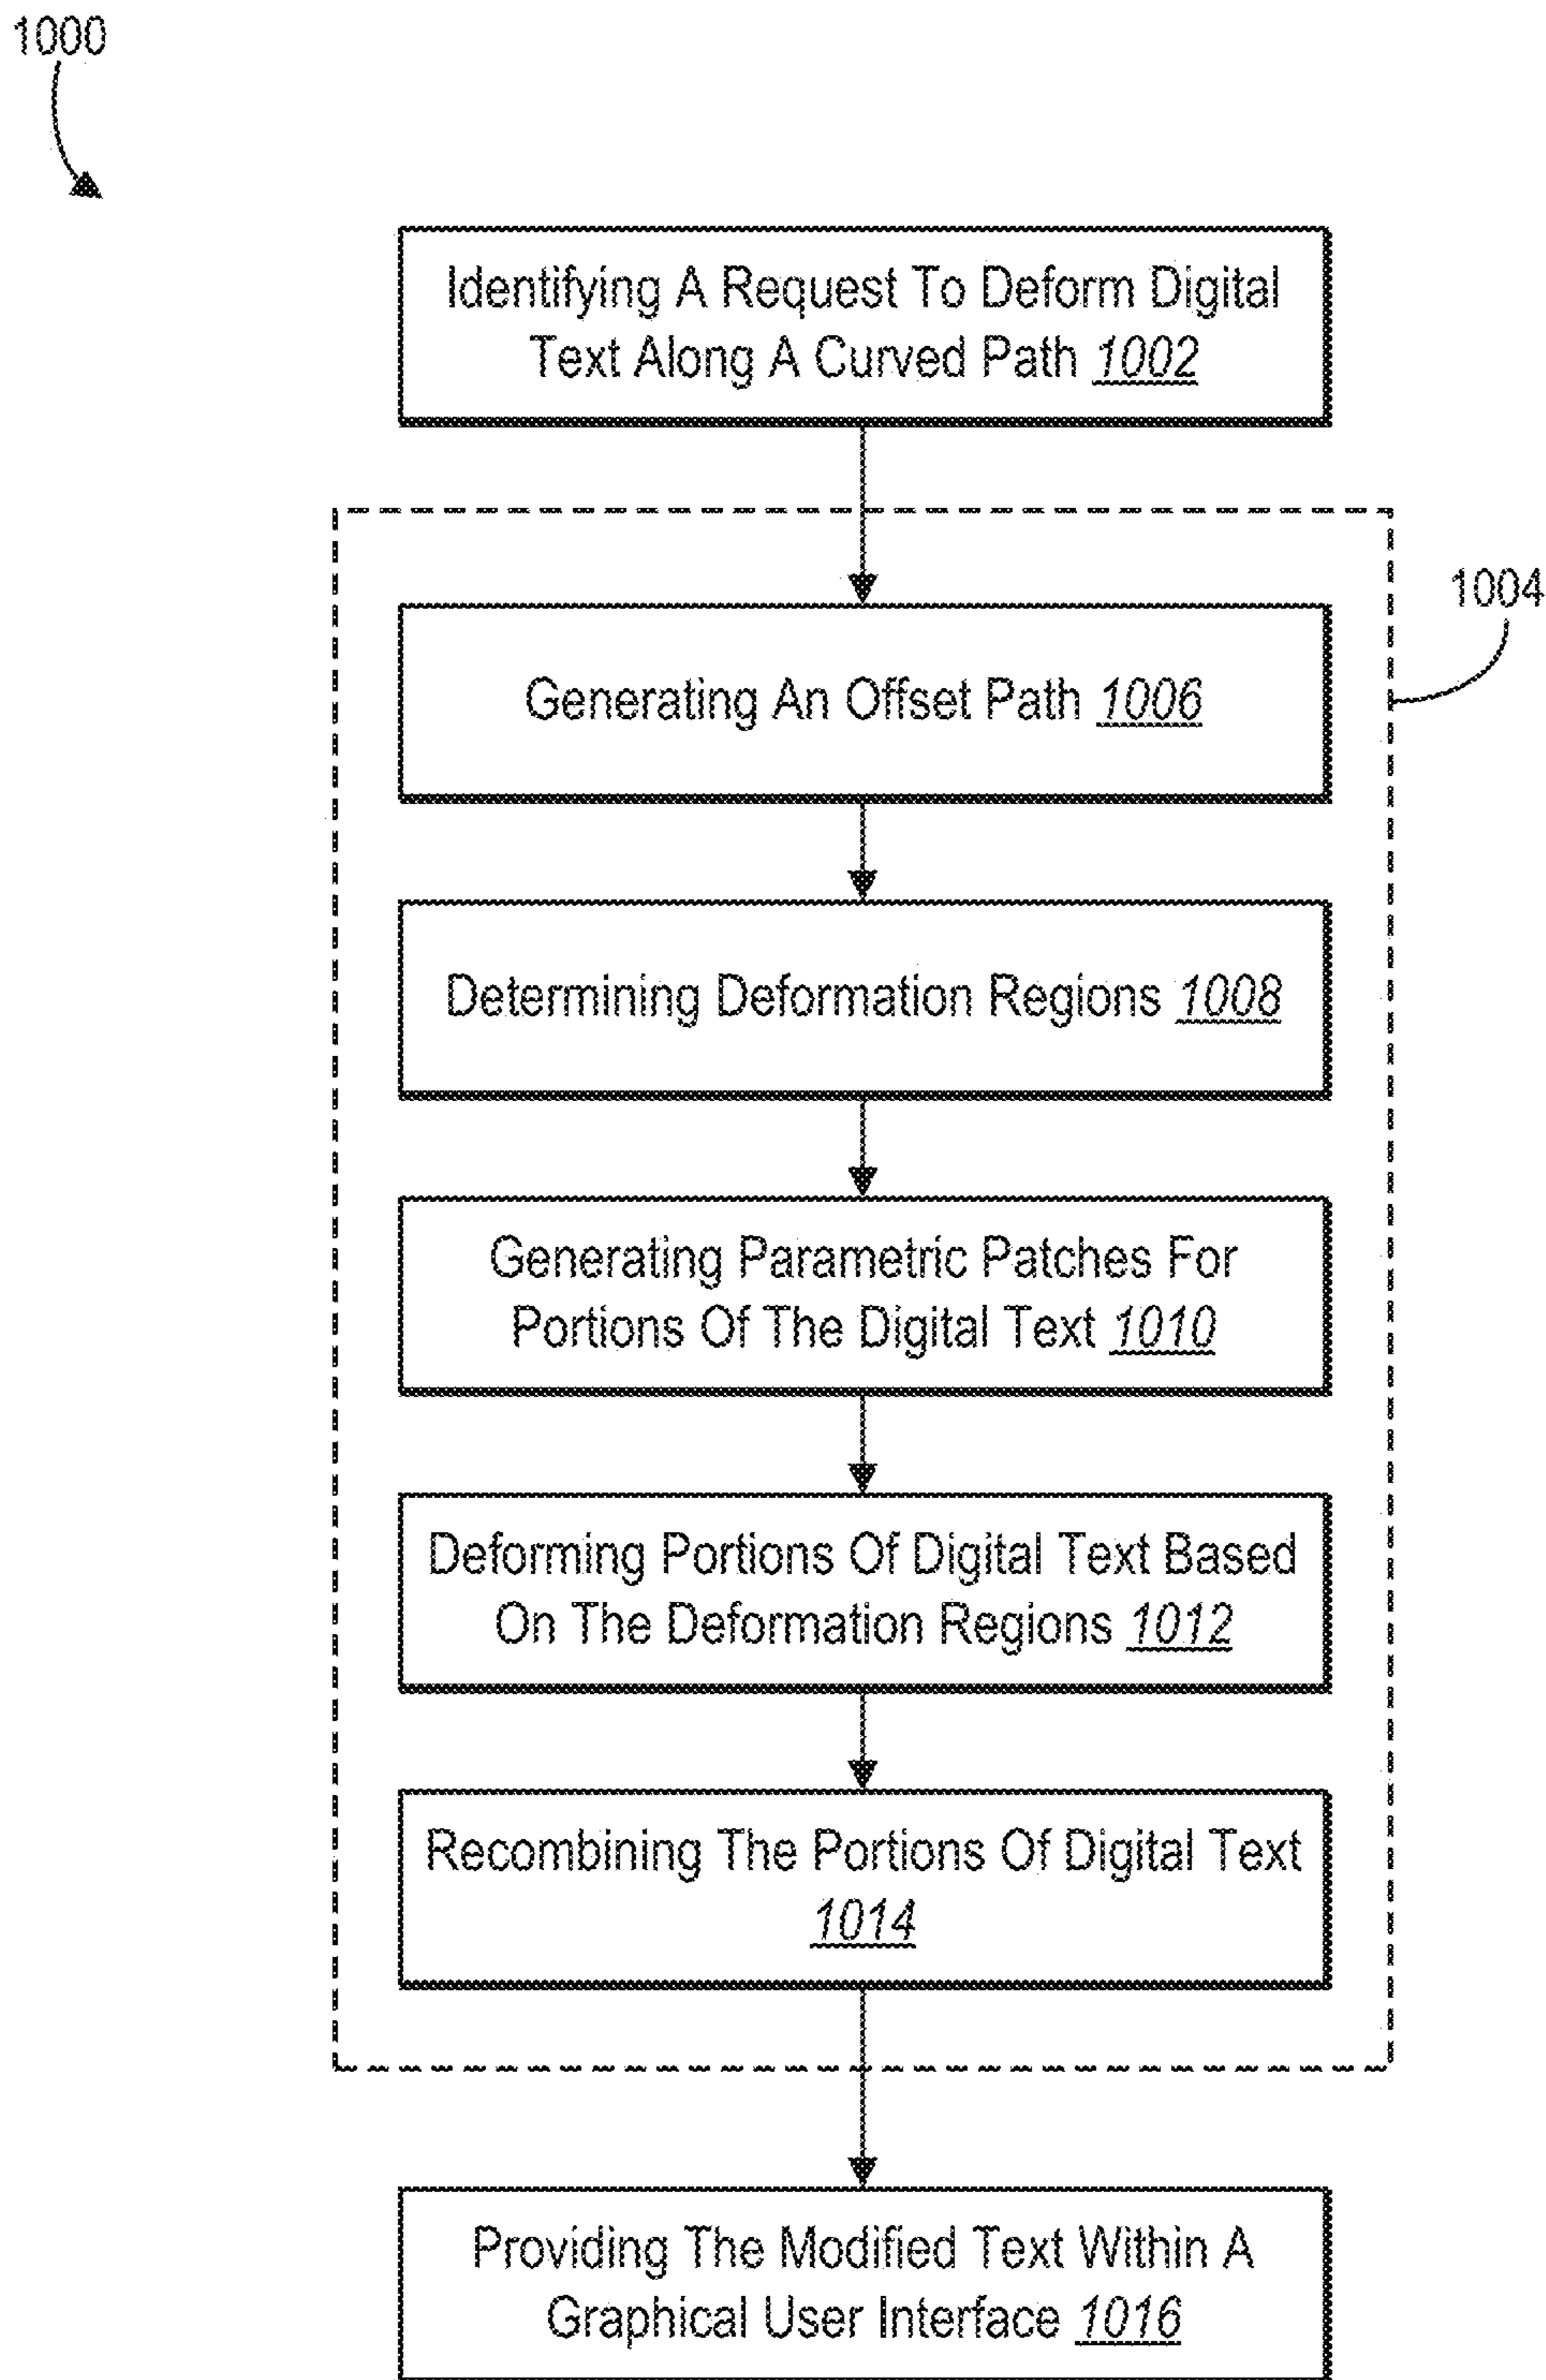 1000
Identifying A Request To Deform Digital
Text Along A Curved Path 1002
1004
Generating An Offset Path 1006
Determining Deformation Regions 1008
Generating Parametric Patches For
Portions Of The Digital Text 1010
Deforming Portions Of Digital Text Based
On The Deformation Regions 1012
Recombining The Portions Of Digital Text
1014
Providing The Modified Text Within A
Graphical User Interface 1016